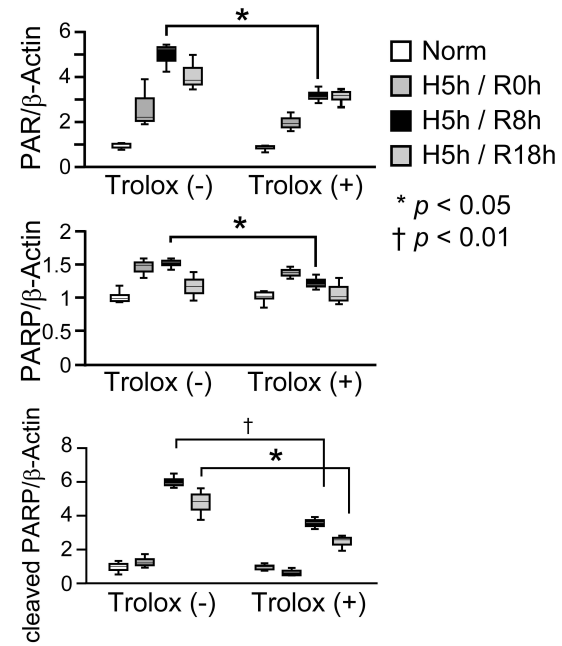 PAR/β-Actin
6
4
2
0
*
Trolox (-)
Trolox (+)
Norm
H5h / R0h
H5h / R8h
H5h / R18h
* p < 0.05
† p < 0.01
PARP/β-Actin
2
1.5
1
0.5
0
*
Trolox (-)
Trolox (+)
cleaved PARP/β-Actin
8
6
4
2
0
†
*
Trolox (-)
Trolox (+)